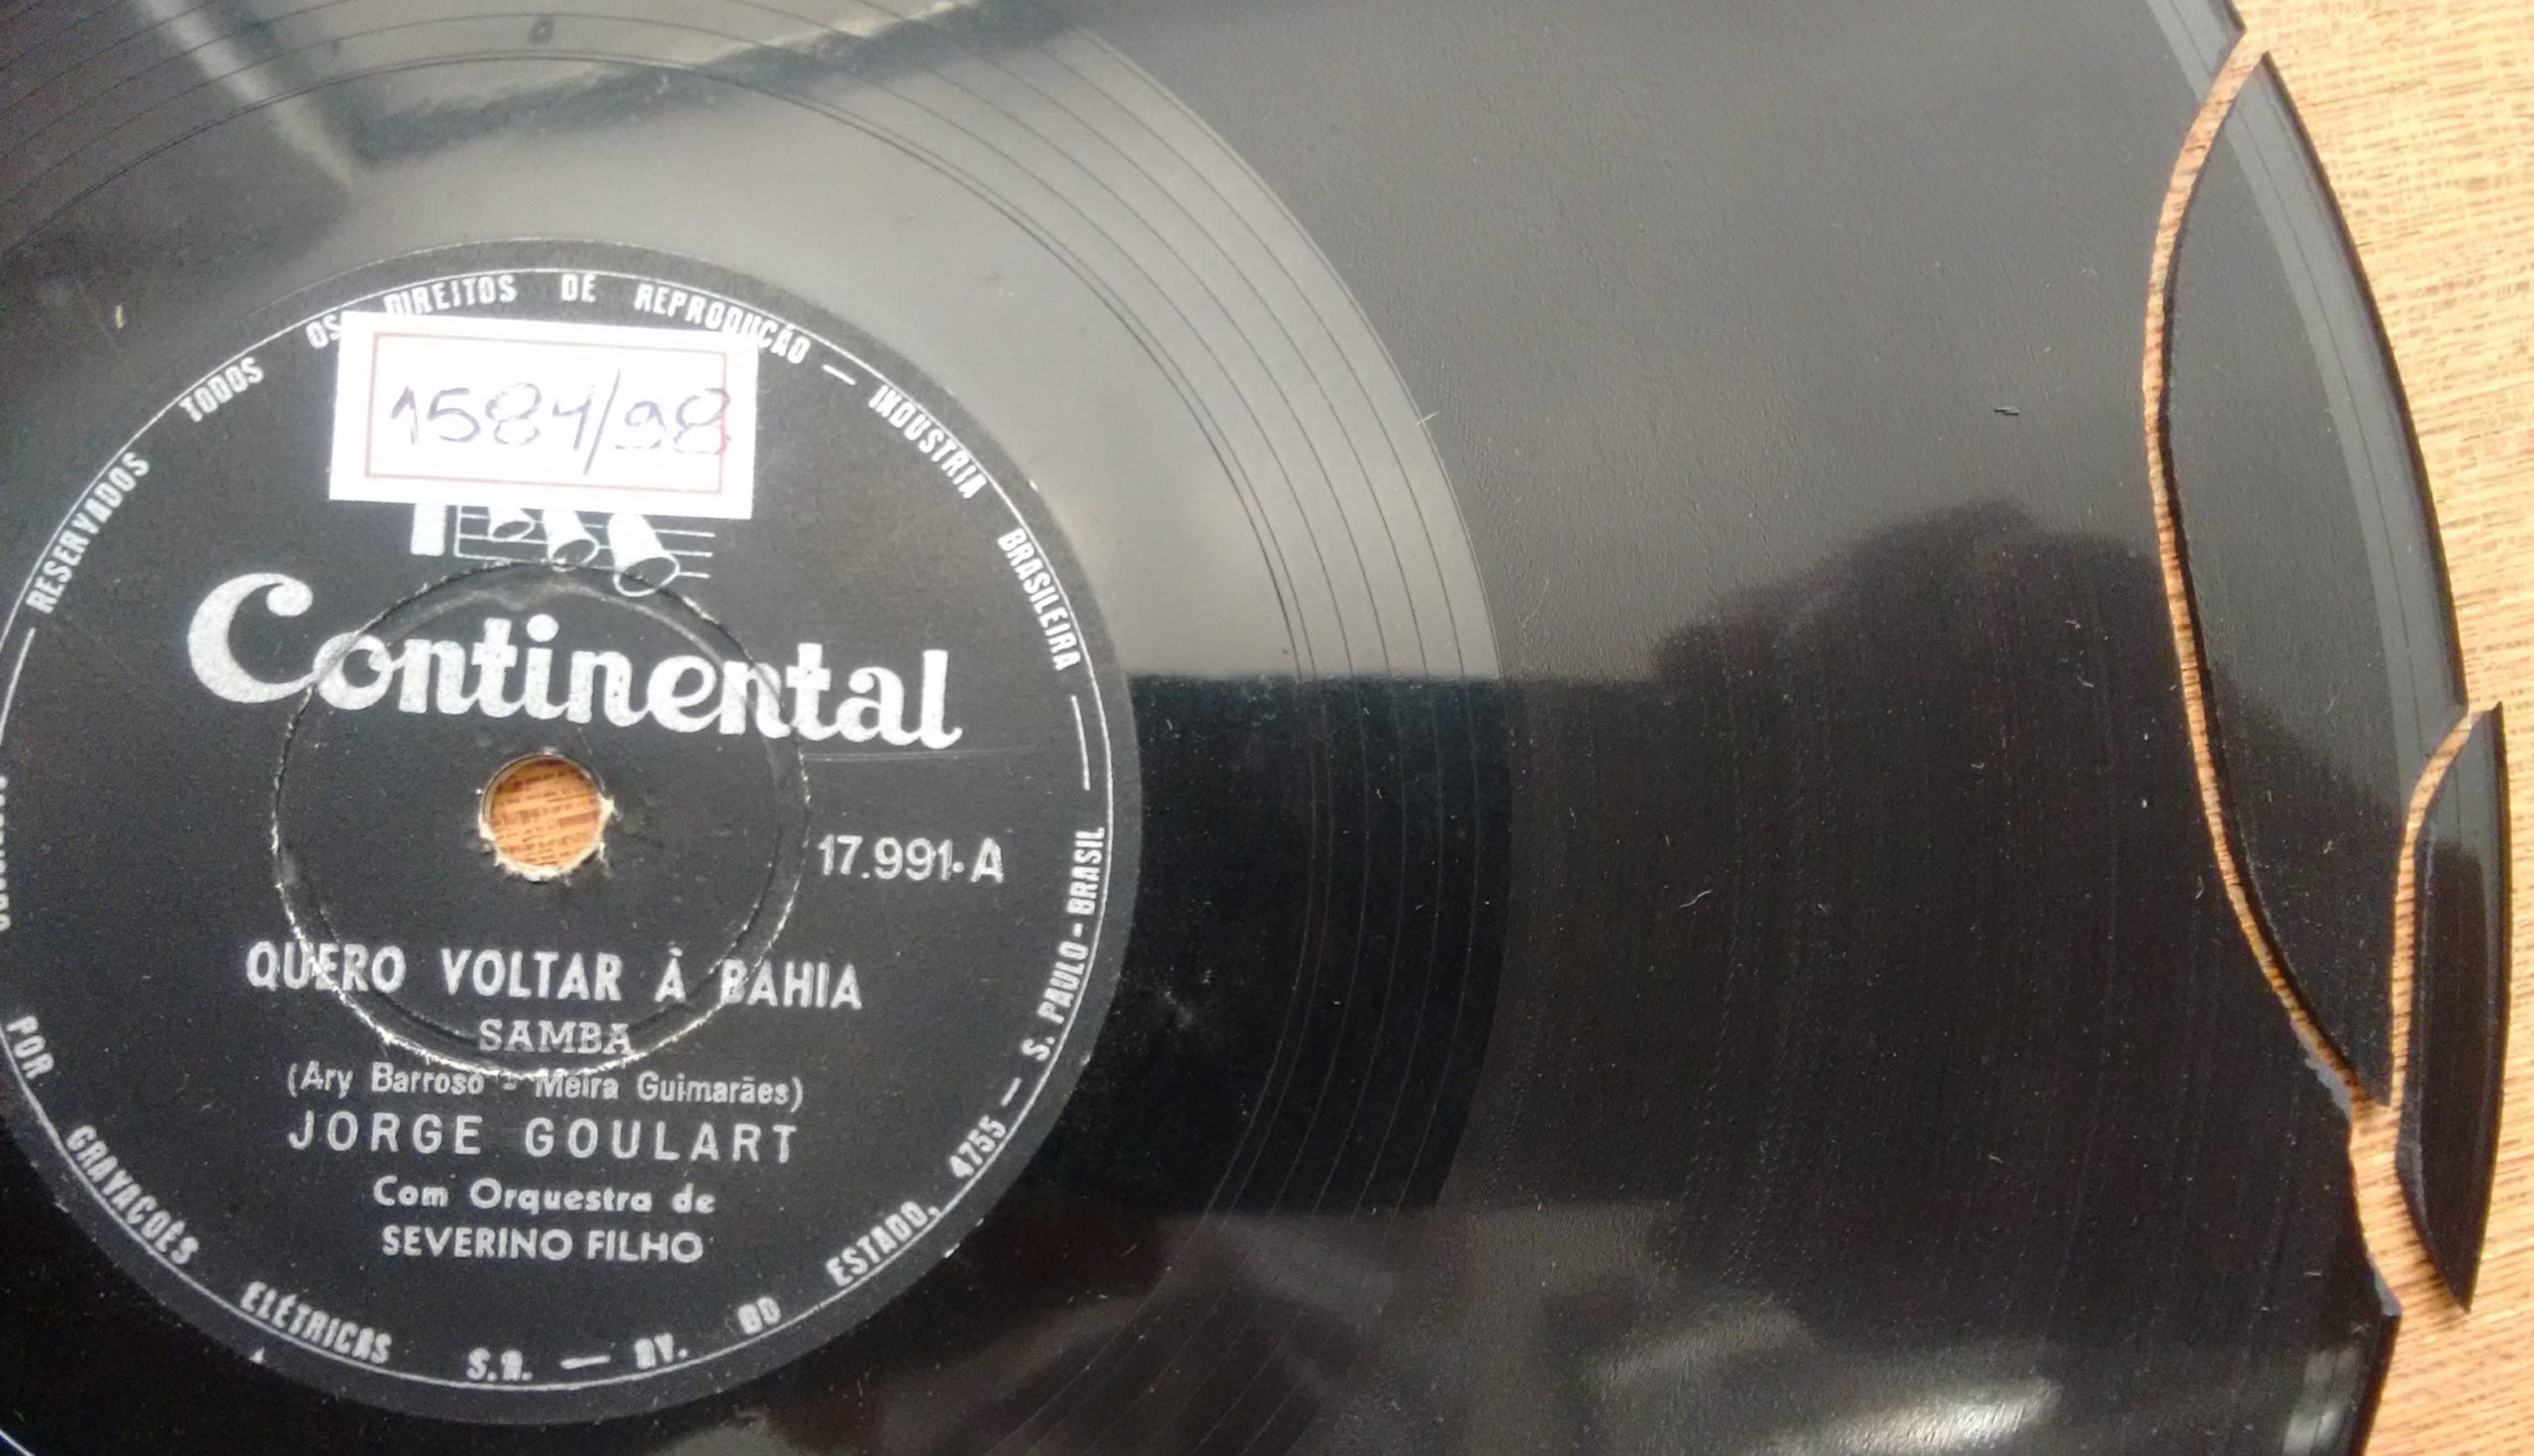 1584/98
Continental
17.991-A
QUERO VOLTAR À BAHIA
SAMBA
(Ary Barroso - Meira Guimarães)
JORGE GOULART
Com Orquestra de
SEVERINO FILHO
POR GRAVAÇOÊS ELÉTRICAS S.A. — AV. DO ESTADO, 4755 — S. PAULO - BRASIL
RESERVADOS TODOS OS DIREITOS DE REPRODUÇÃO — INDUSTRIA BRASILEIRA —